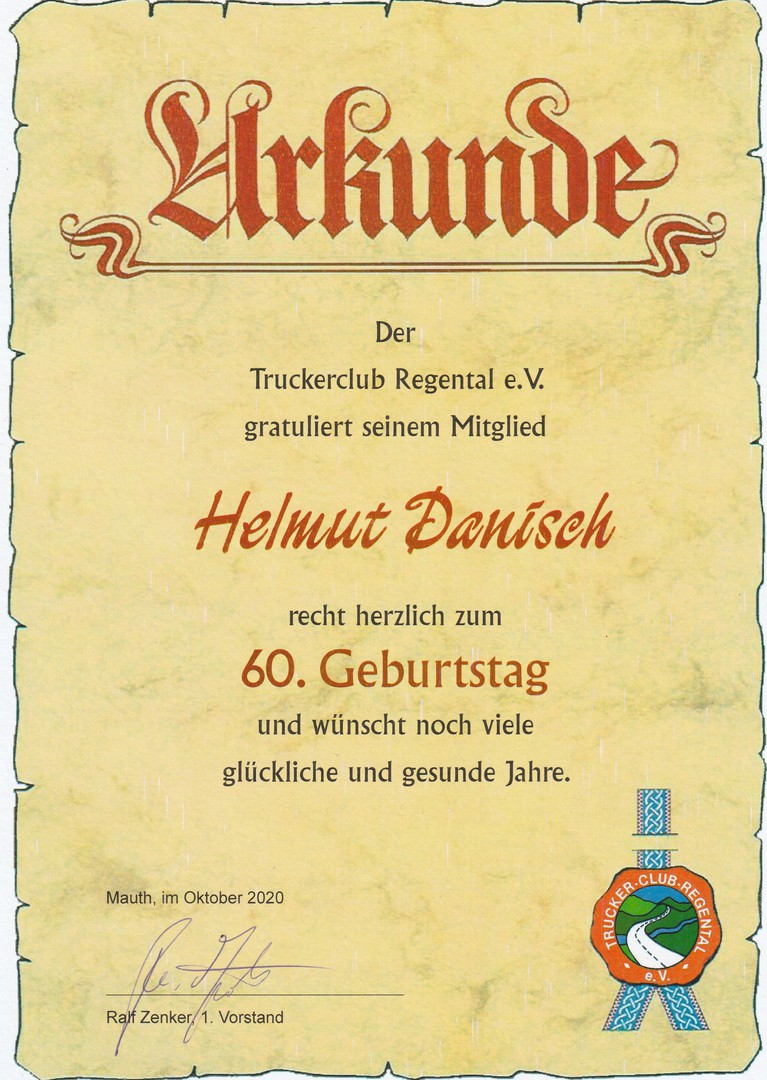 Urkunde
Der
Truckerclub Regental e.V.
gratuliert seinem Mitglied
Helmut Danisch
recht herzlich zum
60. Geburtstag
und wünscht noch viele
glückliche und gesunde Jahre.
Mauth, im Oktober 2020
Ralf Zenker, 1. Vorstand
TRUCKER-CLUB-REGENTAL
e.V.